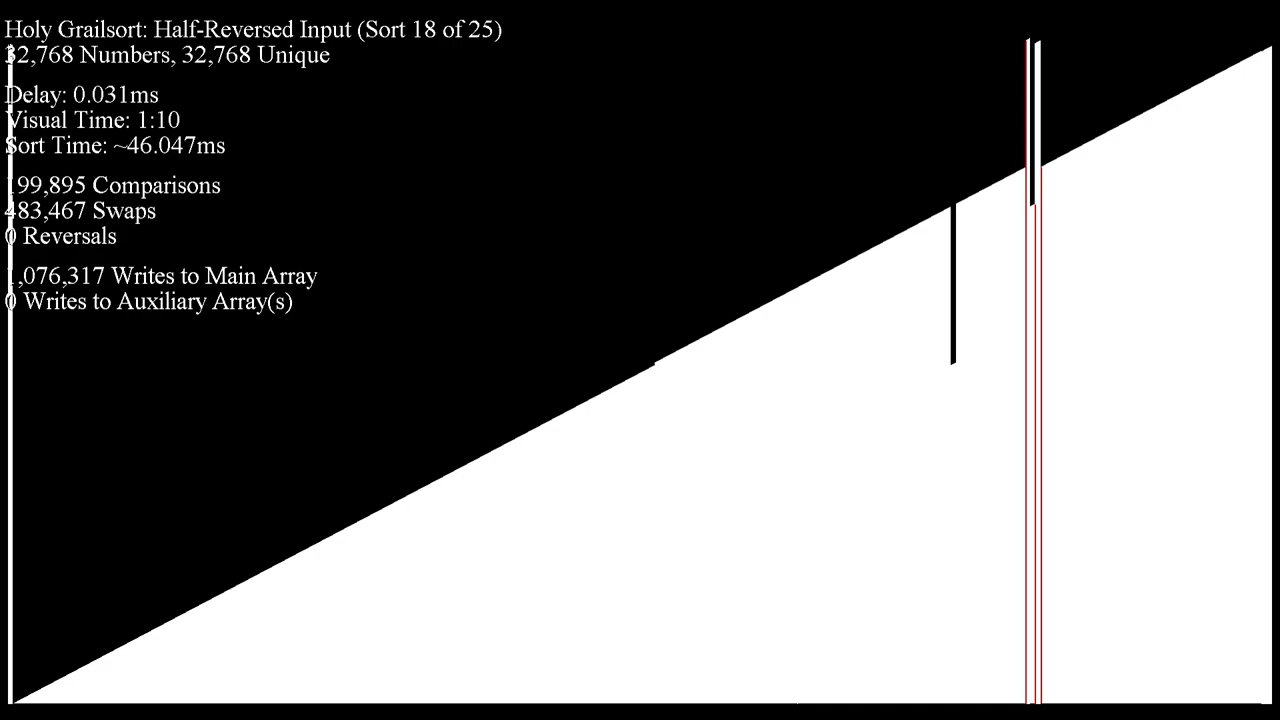 Holy Grailsort: Half-Reversed Input (Sort 18 of 25)
32,768 Numbers, 32,768 Unique
Delay: 0.031ms
Visual Time: 1:10
Sort Time: ~46.047ms
199,895 Comparisons
483,467 Swaps
0 Reversals
1,076,317 Writes to Main Array
0 Writes to Auxiliary Array(s)